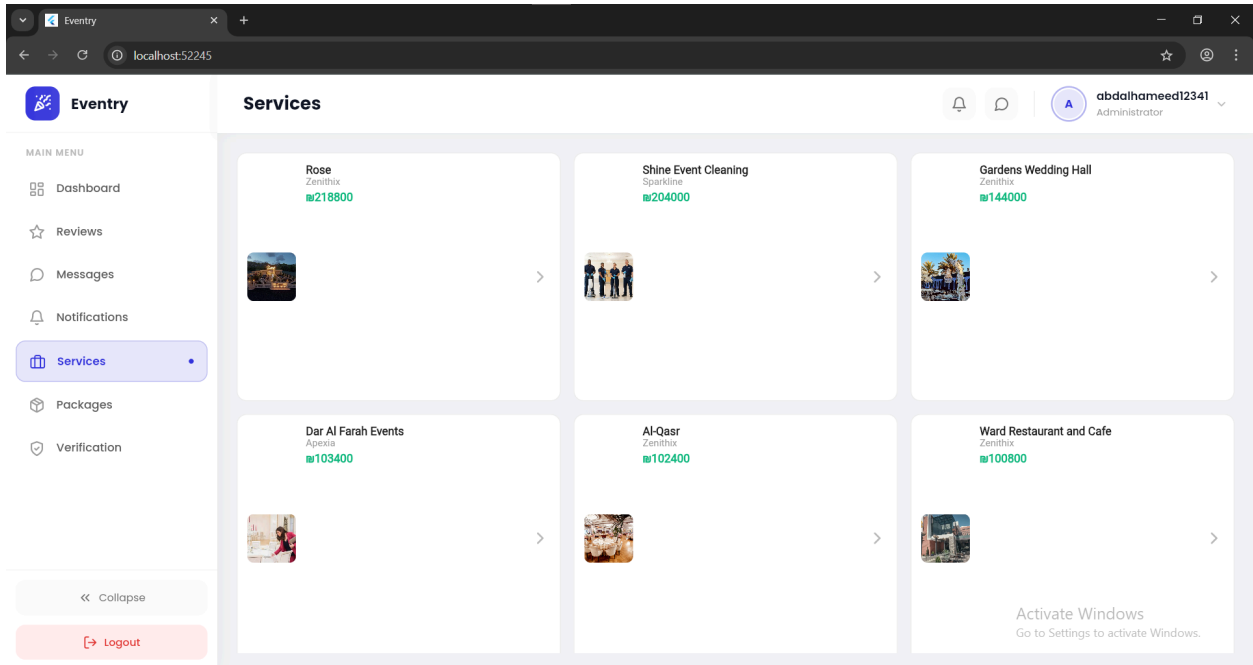 Eventry
localhost:52245
Eventry
Services
A
abdalhameed12341
Administrator
MAIN MENU
Dashboard
Reviews
Messages
Notifications
Services
Packages
Verification
Collapse
Logout
Rose
Zenithix
₪218800
Shine Event Cleaning
Sparkline
₪204000
Gardens Wedding Hall
Zenithix
₪144000
Dar Al Farah Events
Apexia
₪103400
Al-Qasr
Zenithix
₪102400
Ward Restaurant and Cafe
Zenithix
₪100800
Activate Windows
Go to Settings to activate Windows.